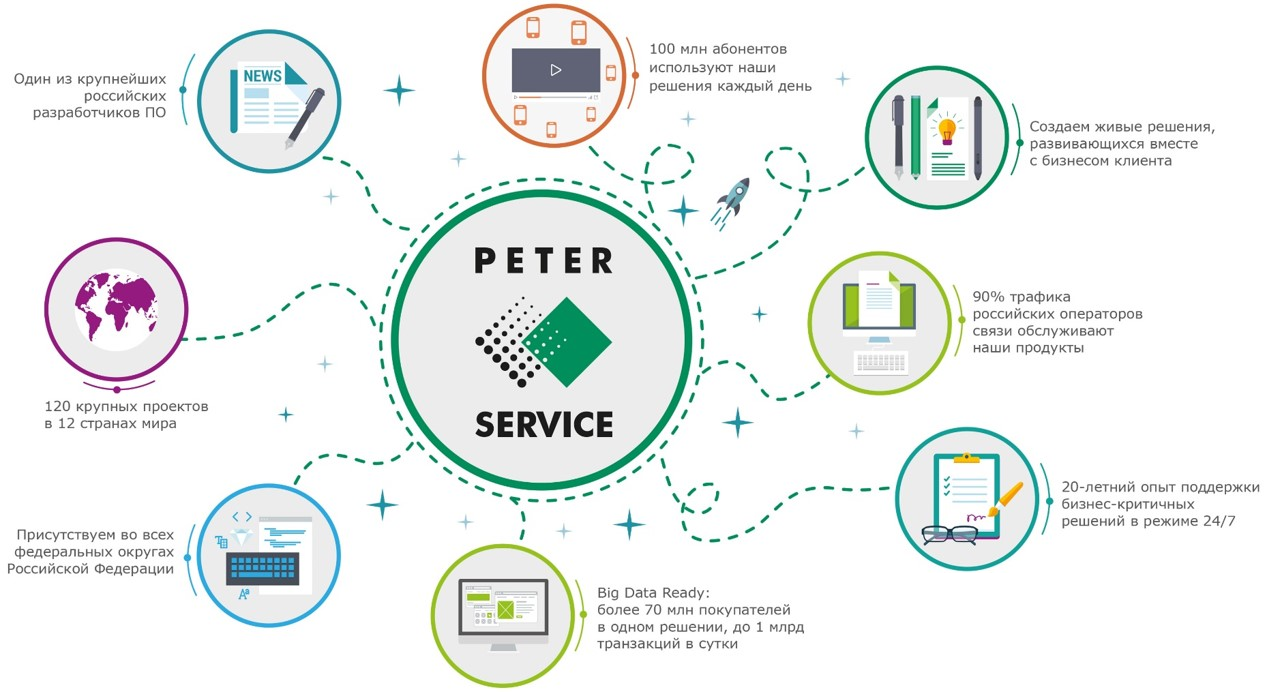 Один из крупнейших
российских
разработчиков ПО
NEWS
100 млн абонентов
используют наши
решения каждый день
Создаем живые решения,
развивающихся вместе
с бизнесом клиента
PETER
SERVICE
120 крупных проектов
в 12 странах мира
90% трафика
российских операторов
связи обслуживают
наши продукты
Присутствуем во всех
федеральных округах
Российской Федерации
Big Data Ready:
более 70 млн покупателей
в одном решении, до 1 млрд
транзакций в сутки
20-летний опыт поддержки
бизнес-критичных
решений в режиме 24/7